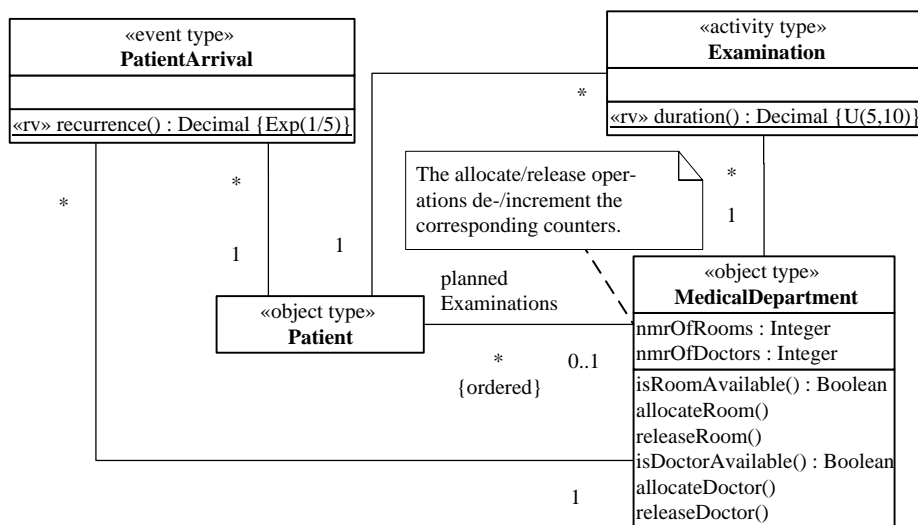 «event type»
PatientArrival
«rv» recurrence() : Decimal {Exp(1/5)}
«activity type»
Examination
«rv» duration() : Decimal {U(5,10)}
The allocate/release oper-
ations de-/increment the
corresponding counters.
*
*
1
1
*
*
1
planned
Examinations
*
{ordered}
0..1
1
«object type»
Patient
«object type»
MedicalDepartment
nmrOfRooms : Integer
nmrOfDoctors : Integer
isRoomAvailable() : Boolean
allocateRoom()
releaseRoom()
isDoctorAvailable() : Boolean
allocateDoctor()
releaseDoctor()